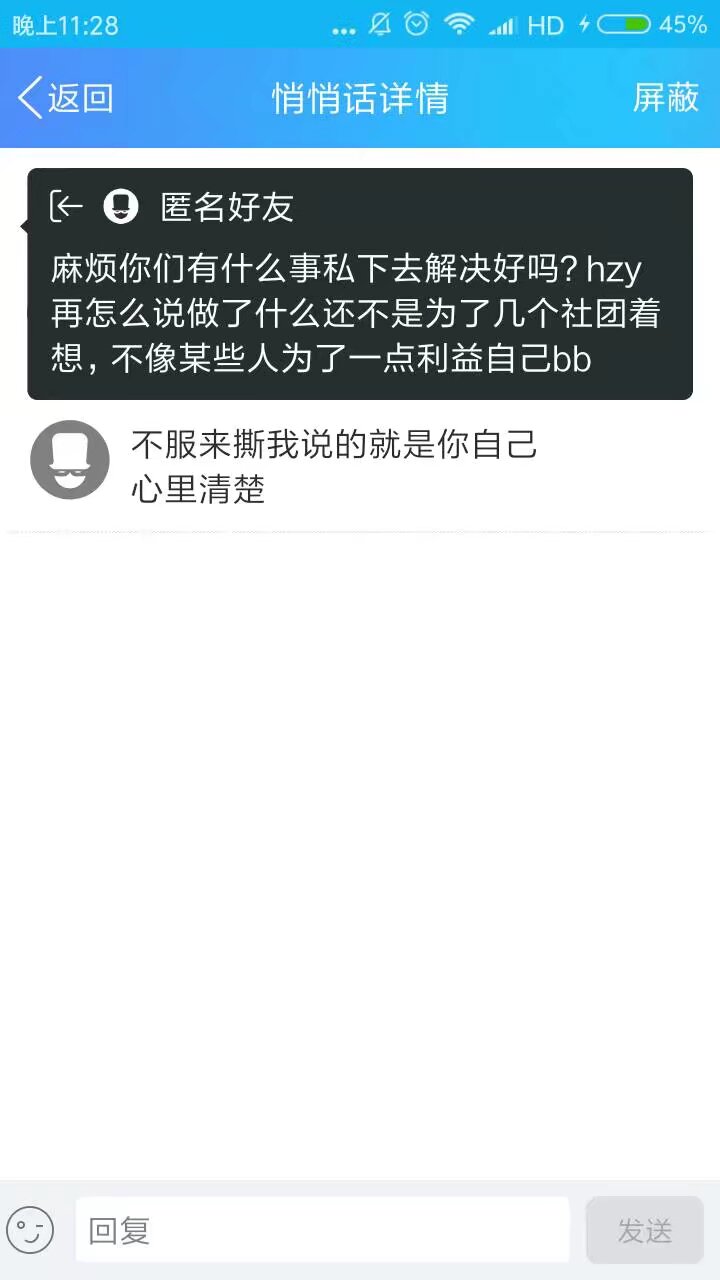 晚上11:28
HD
45%
返回
悄悄话详情
屏蔽
匿名好友
麻烦你们有什么事私下去解决好吗? hzy
再怎么说做了什么还不是为了几个社团着
想, 不像某些人为了一点利益自己bb
不服来撕我说的就是你自己
心里清楚
回复
发送